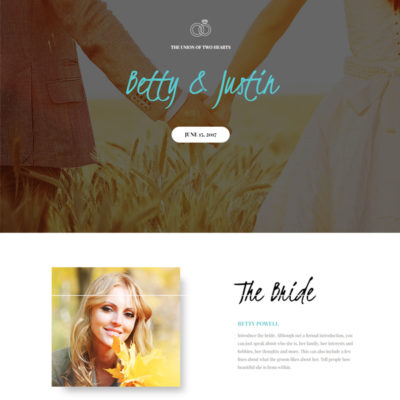 THE UNION OF TWO HEARTS
Betty & Justin
JUNE 15, 2017
The Bride
BETTY POWELL
Introduce the bride. Although not a formal introduction, you
can just speak about who she is, her family, her interests and
hobbies, her thoughts and more. This can also include a few
lines about what the groom likes about her. Tell people how
beautiful she is from within.